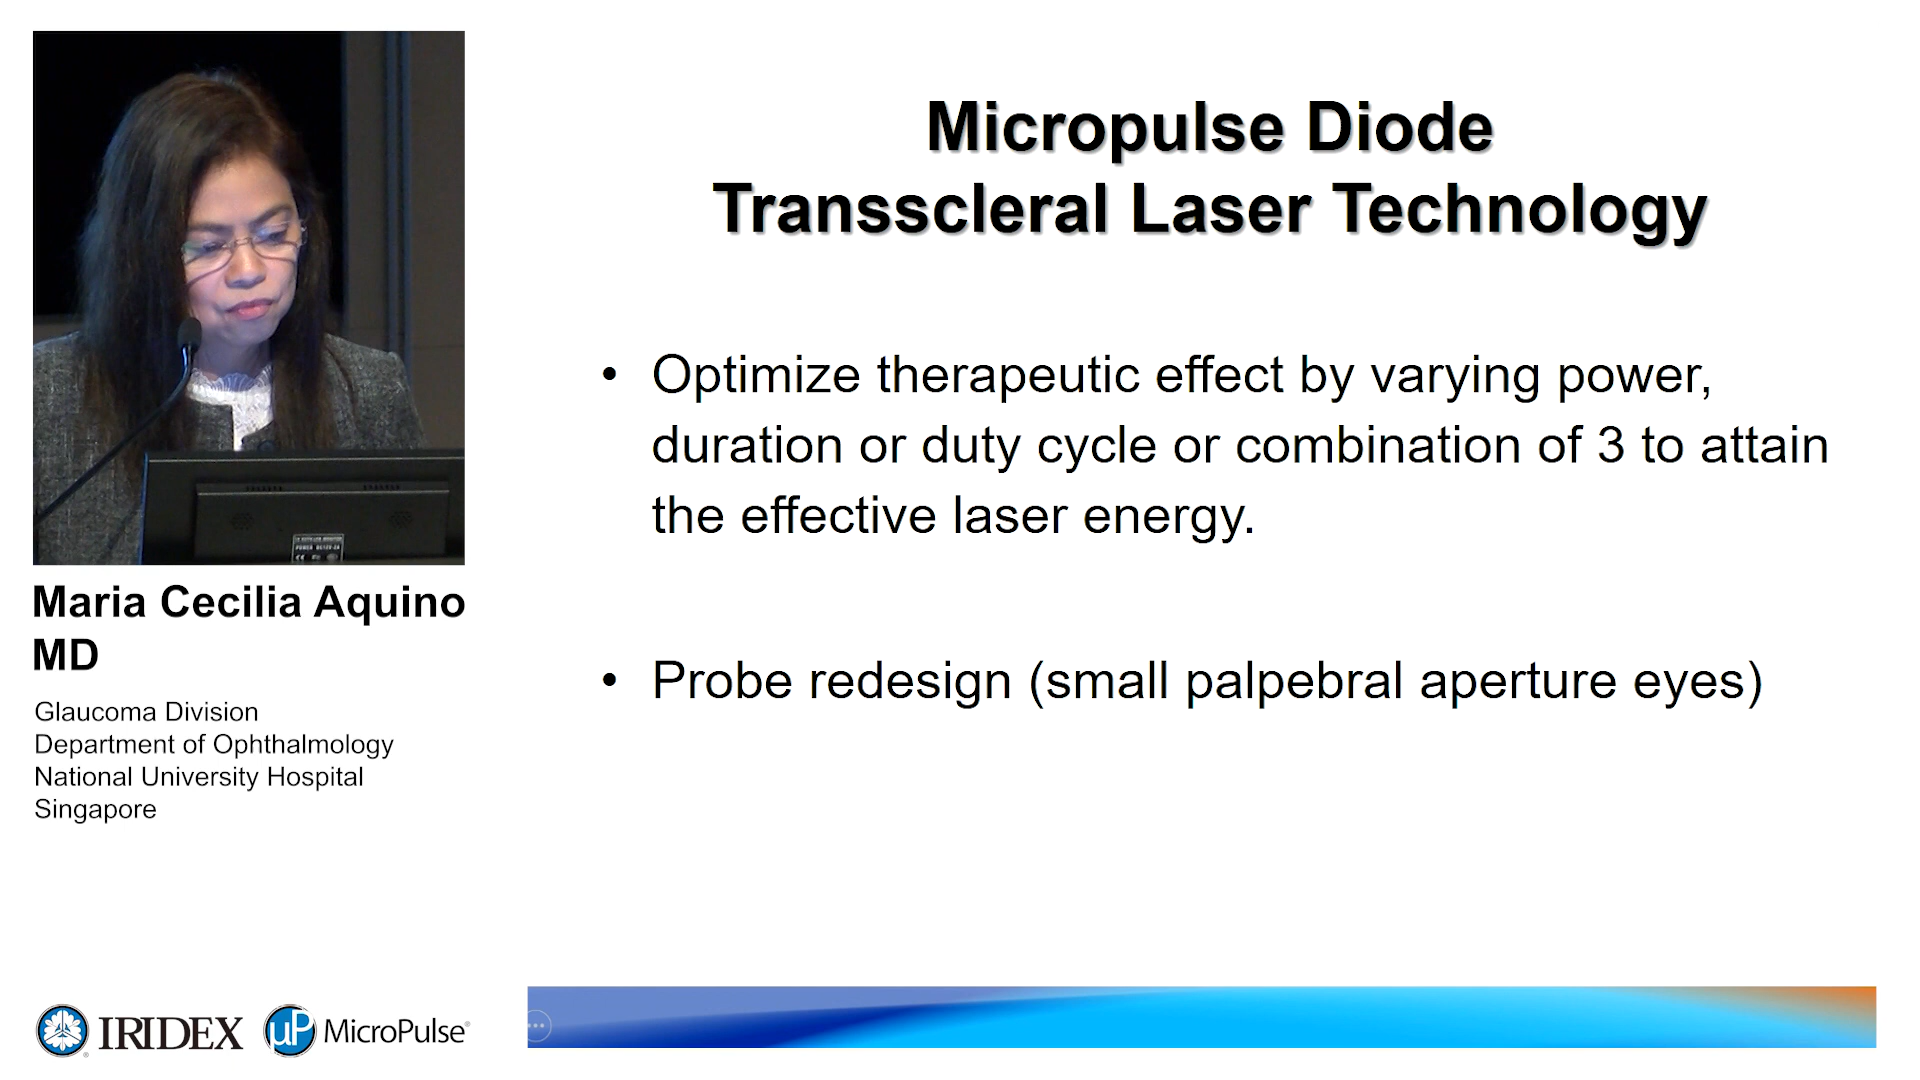 Micropulse Diode
Transscleral Laser Technology
• Optimize therapeutic effect by varying power,
duration or duty cycle or combination of 3 to attain
the effective laser energy.
• Probe redesign (small palpebral aperture eyes)
Maria Cecilia Aquino
MD
Glaucoma Division
Department of Ophthalmology
National University Hospital
Singapore
IRIDEX
µP MicroPulse®